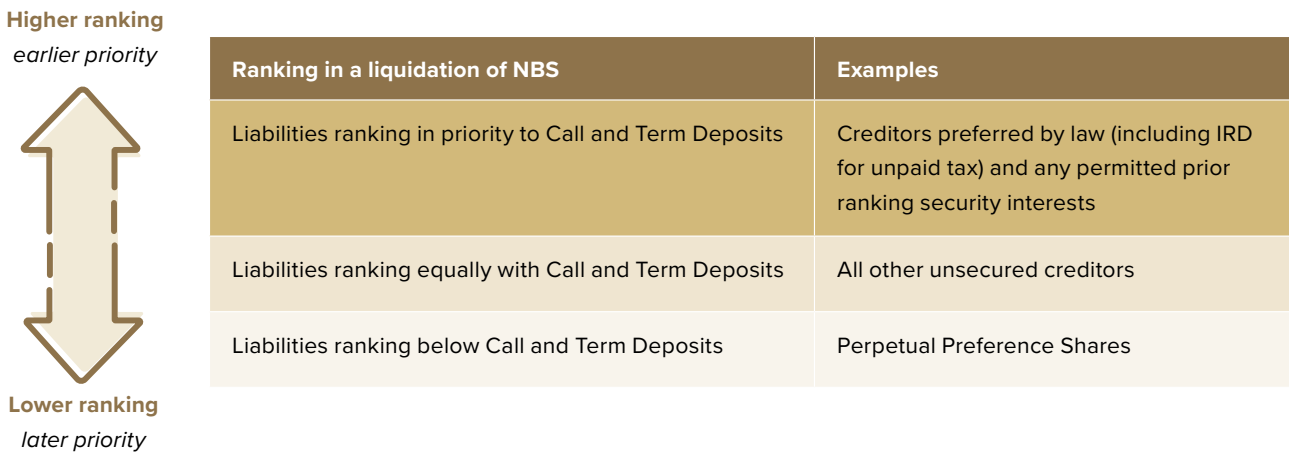 Higher ranking
earlier priority
Ranking in a liquidation of NBS
Examples
Liabilities ranking in priority to Call and Term Deposits
Creditors preferred by law (including IRD
for unpaid tax) and any permitted prior
ranking security interests
Liabilities ranking equally with Call and Term Deposits
All other unsecured creditors
Liabilities ranking below Call and Term Deposits
Perpetual Preference Shares
Lower ranking
later priority